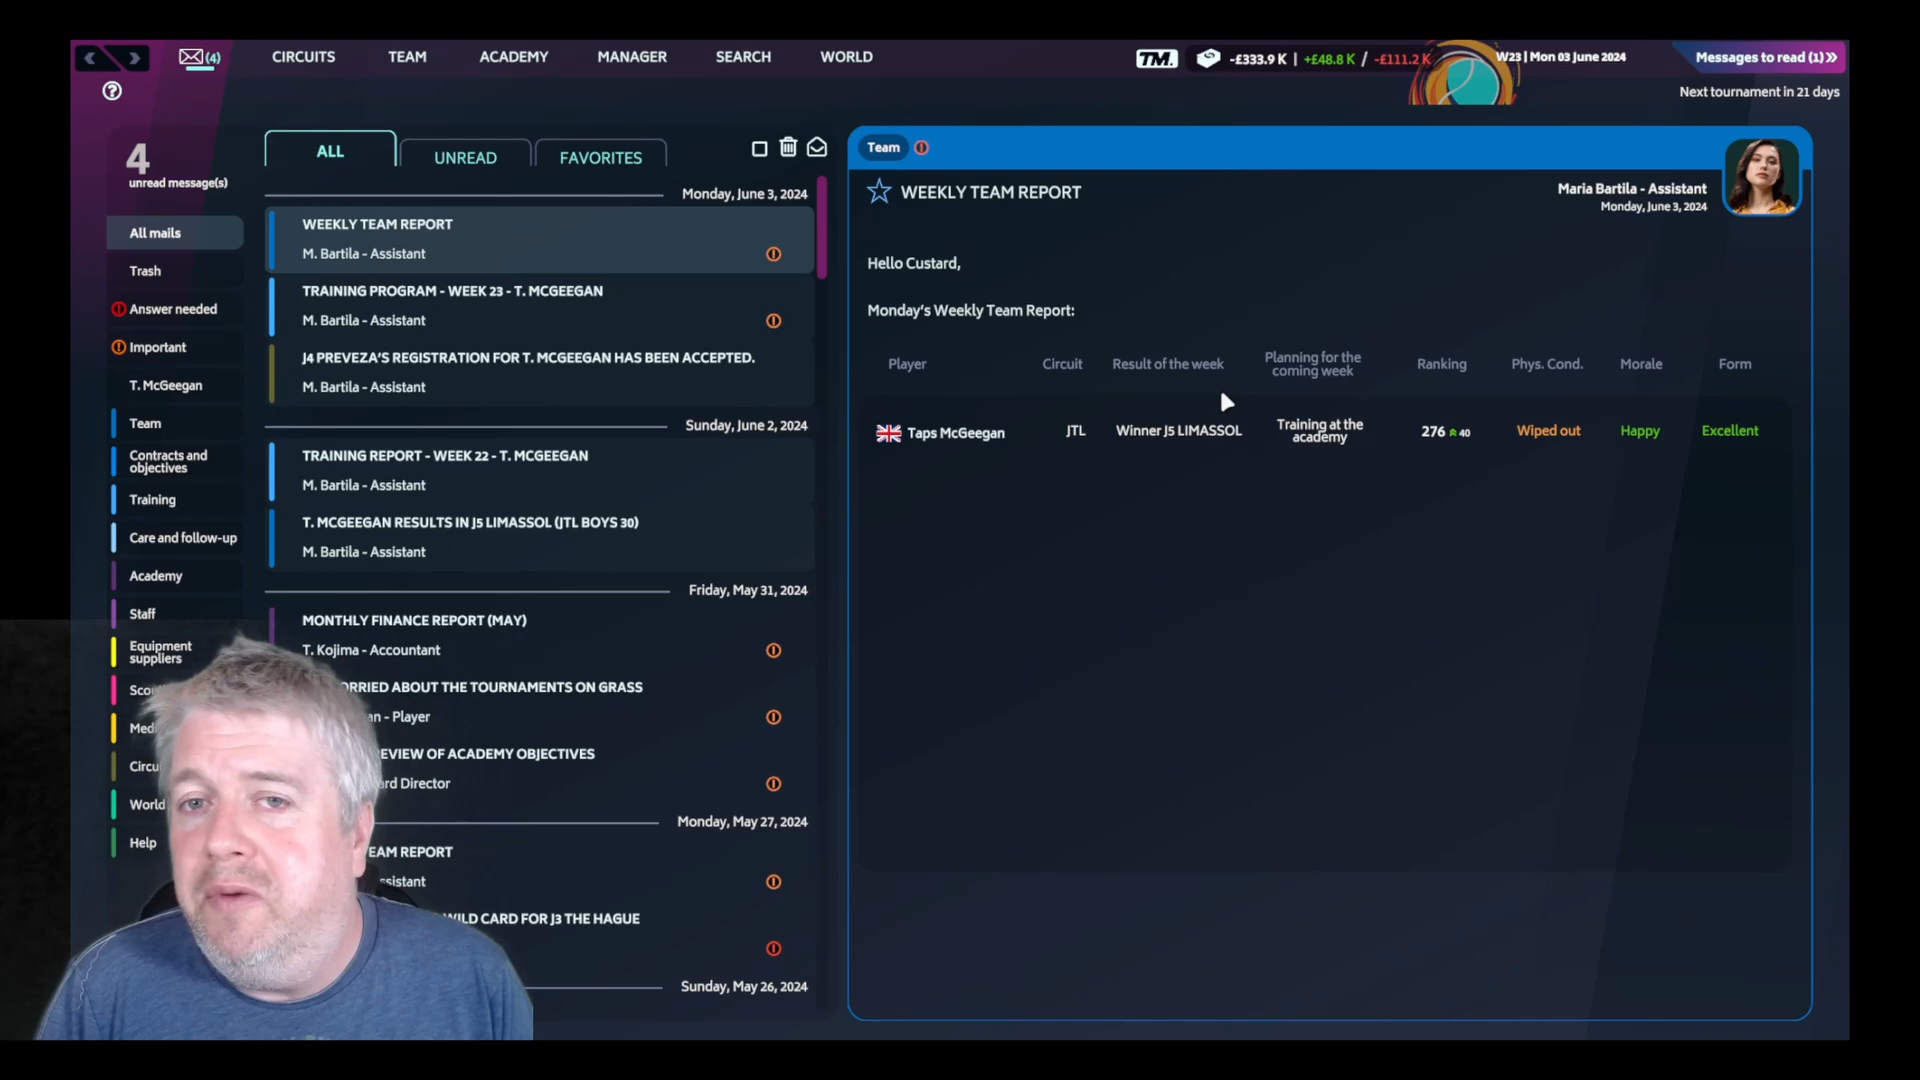 (4)
CIRCUITS
TEAM
ACADEMY
MANAGER
SEARCH
WORLD
TM.
-£333.9 K | +£48.8 K / -£111.2 K
W23 | Mon 03 June 2024
Messages to read (1)
Next tournament in 21 days
4
unread message(s)
All mails
Trash
Answer needed
Important
T. McGeegan
Team
Contracts and
objectives
Training
Care and follow-up
Academy
Staff
Equipment
suppliers
World
Help
ALL
UNREAD
FAVORITES
Monday, June 3, 2024
WEEKLY TEAM REPORT
M. Bartila - Assistant
TRAINING PROGRAM - WEEK 23 - T. MCGEEGAN
M. Bartila - Assistant
J4 PREVEZA'S REGISTRATION FOR T. MCGEEGAN HAS BEEN ACCEPTED.
M. Bartila - Assistant
Sunday, June 2, 2024
TRAINING REPORT - WEEK 22 - T. MCGEEGAN
M. Bartila - Assistant
T. MCGEEGAN RESULTS IN J5 LIMASSOL (JTL BOYS 30)
M. Bartila - Assistant
Friday, May 31, 2024
MONTHLY FINANCE REPORT (MAY)
T. Kojima - Accountant
ORRIED ABOUT THE TOURNAMENTS ON GRASS
an - Player
EVIEW OF ACADEMY OBJECTIVES
ard Director
Monday, May 27, 2024
EAM REPORT
ssistant
WILD CARD FOR J3 THE HAGUE
Sunday, May 26, 2024
Team
WEEKLY TEAM REPORT
Maria Bartila - Assistant
Monday, June 3, 2024
Hello Custard,
Monday's Weekly Team Report:
Player
Circuit
Result of the week
Planning for the
coming week
Ranking
Phys. Cond.
Morale
Form
Taps McGeegan
JTL
Winner J5 LIMASSOL
Training at the
academy
276 40
Wiped out
Happy
Excellent